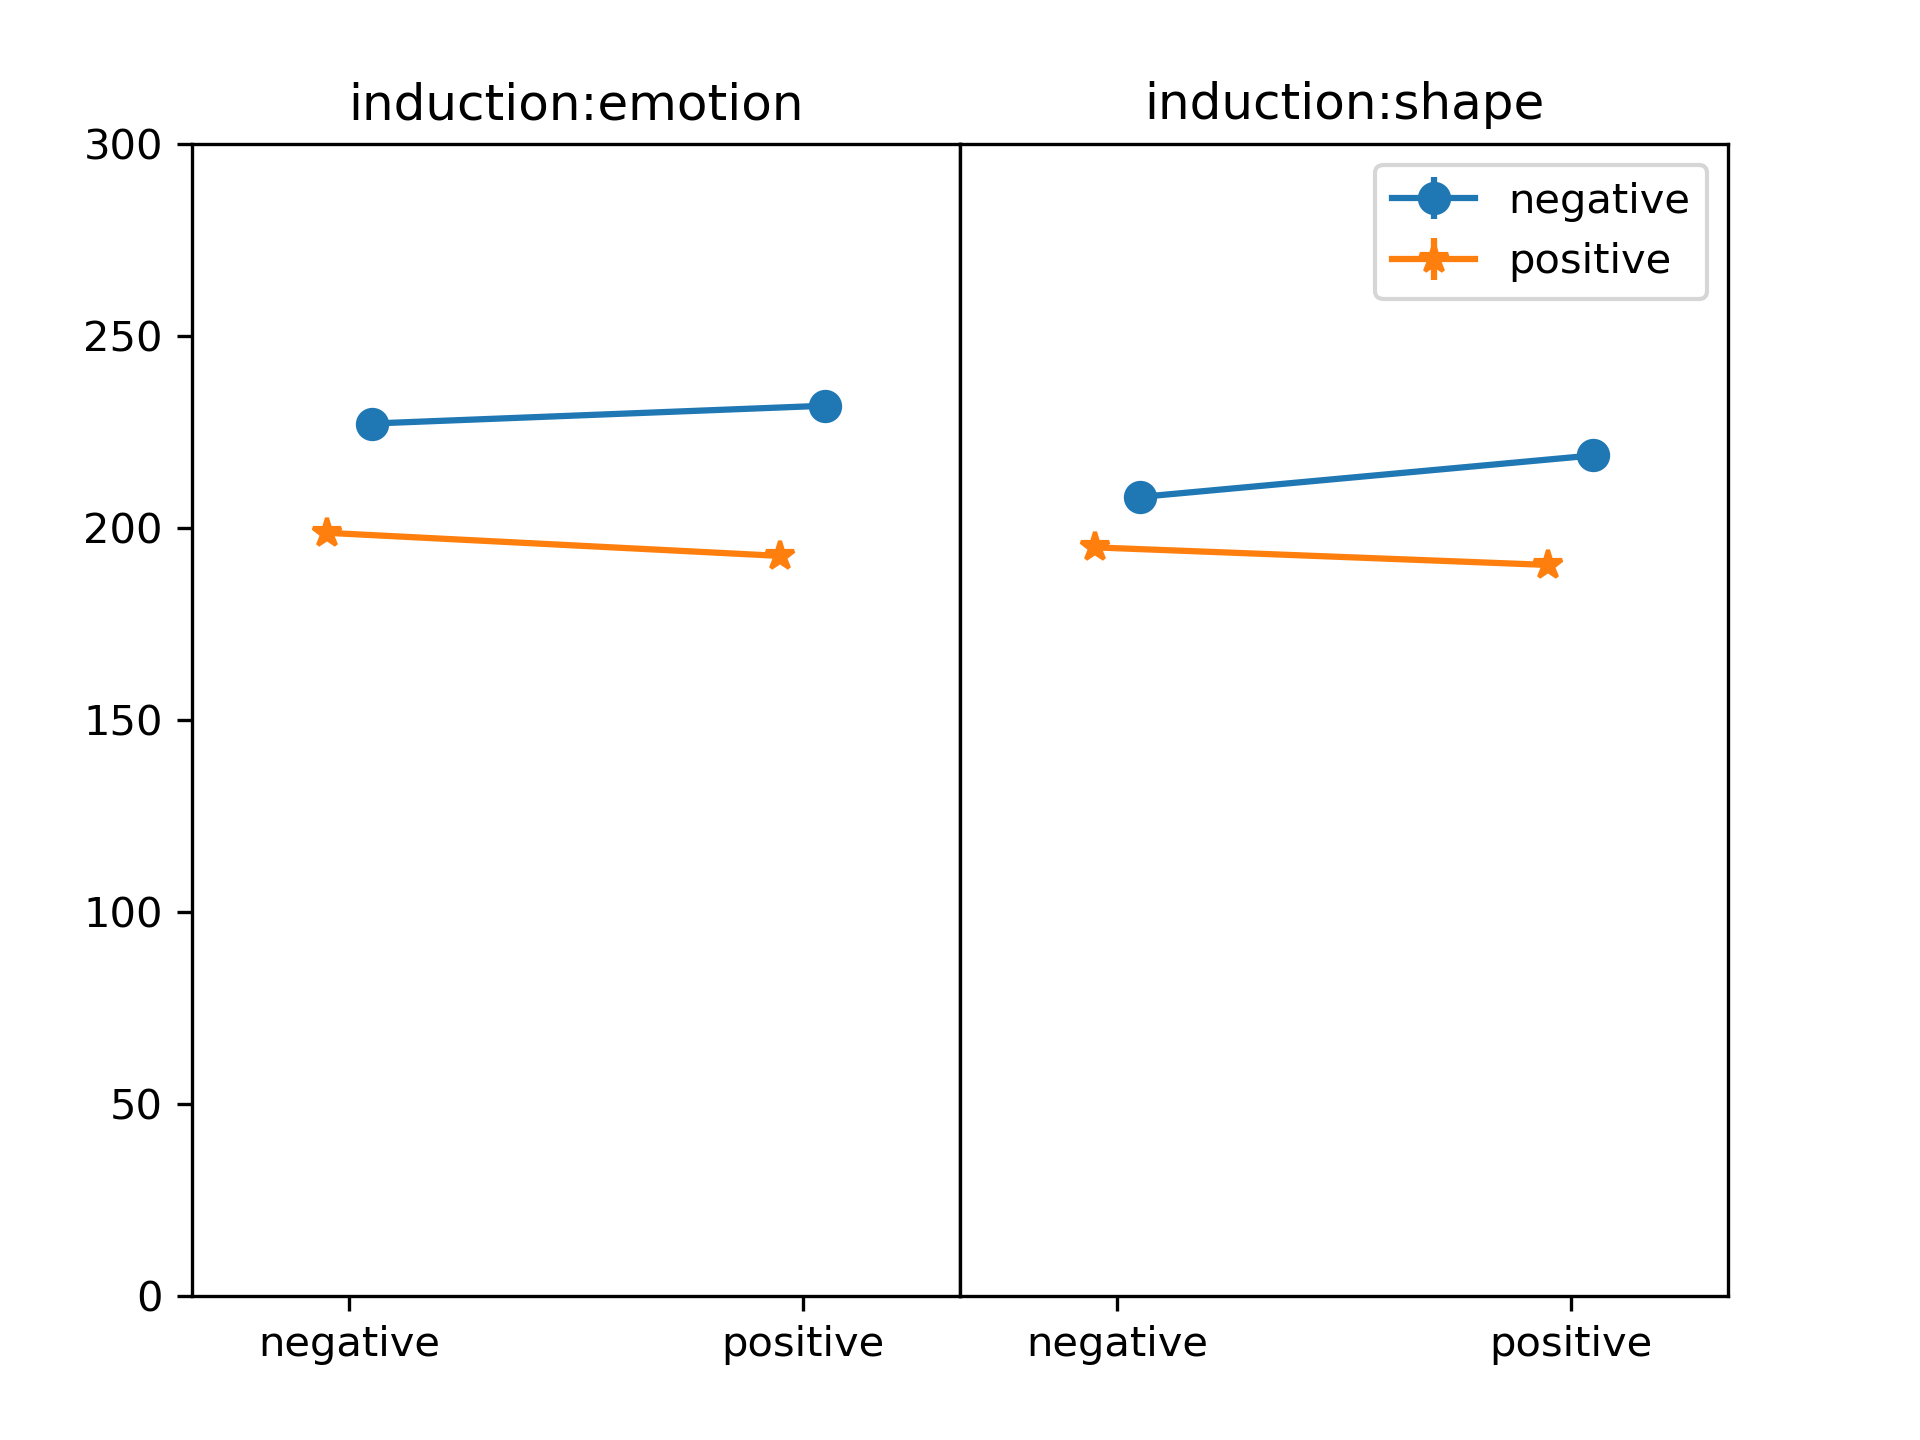 induction:emotion
induction:shape
300
250
200
150
100
50
0
negative
positive
negative
positive
negative
positive